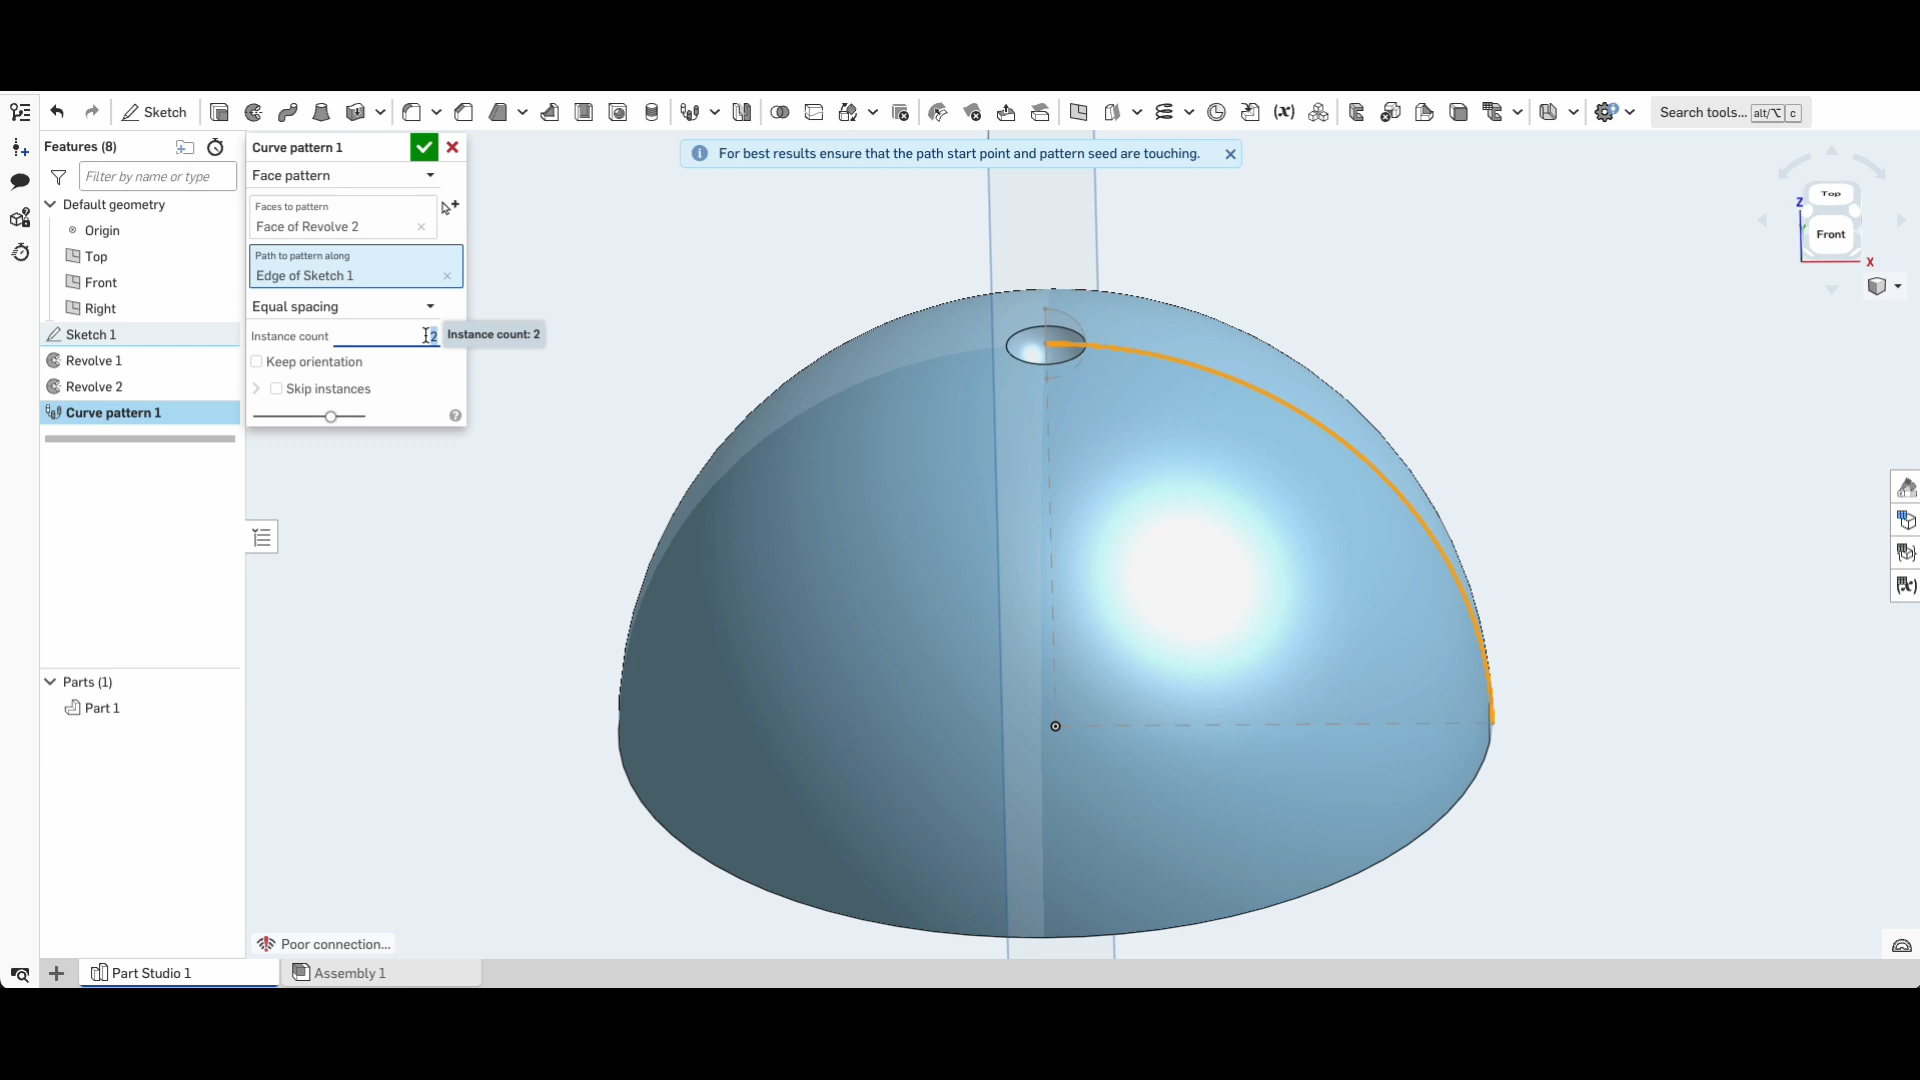 Sketch
Search tools... alt/⌥ c
Features (8)
Filter by name or type
Default geometry
Origin
Top
Front
Right
Sketch 1
Revolve 1
Revolve 2
Curve pattern 1
Parts (1)
Part 1
Curve pattern 1
Face pattern
Faces to pattern
Face of Revolve 2
Path to pattern along
Edge of Sketch 1
Equal spacing
Instance count 2
Instance count: 2
Keep orientation
Skip instances
For best results ensure that the path start point and pattern seed are touching.
Top
Z
Front
X
Poor connection...
Part Studio 1
Assembly 1